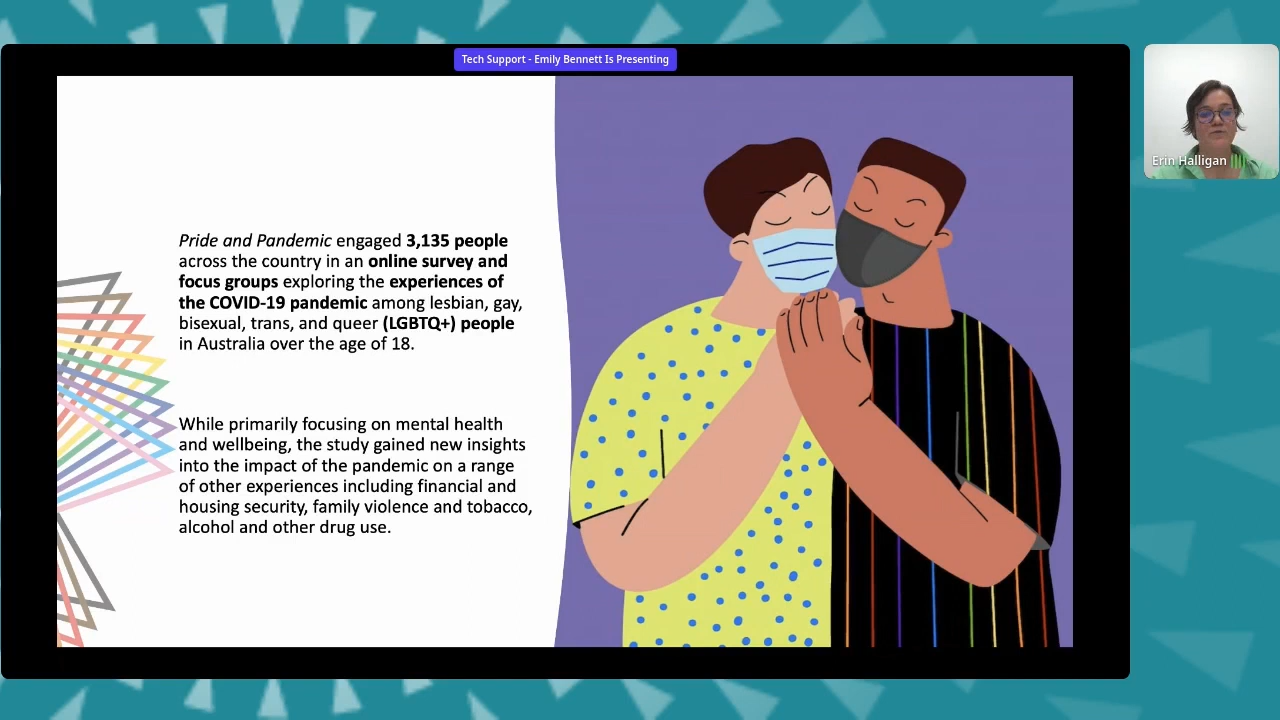 Tech Support - Emily Bennett Is Presenting
Pride and Pandemic engaged 3,135 people
across the country in an online survey and
focus groups exploring the experiences of
the COVID-19 pandemic among lesbian, gay,
bisexual, trans, and queer (LGBTQ+) people
in Australia over the age of 18.
While primarily focusing on mental health
and wellbeing, the study gained new insights
into the impact of the pandemic on a range
of other experiences including financial and
housing security, family violence and tobacco,
alcohol and other drug use.
Erin Halligan